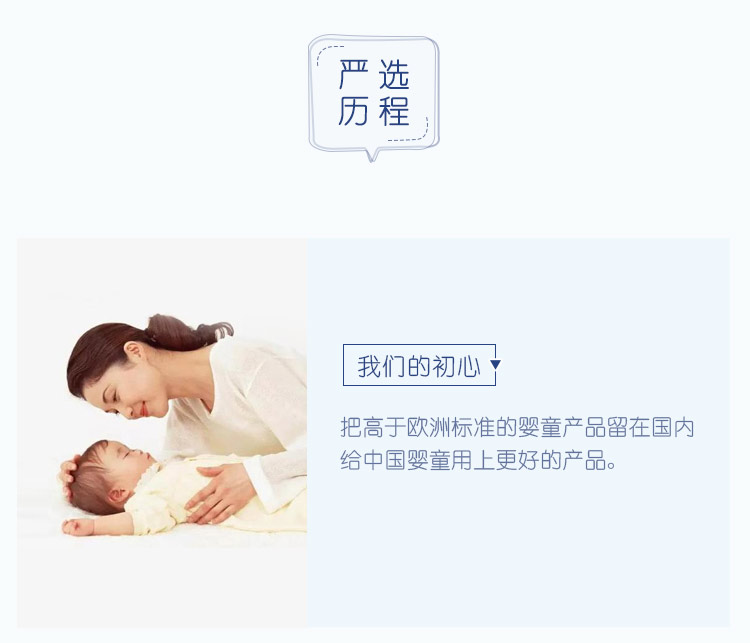 严选
历程
我们的初心
把高于欧洲标准的婴童产品留在国内
给中国婴童用上更好的产品。